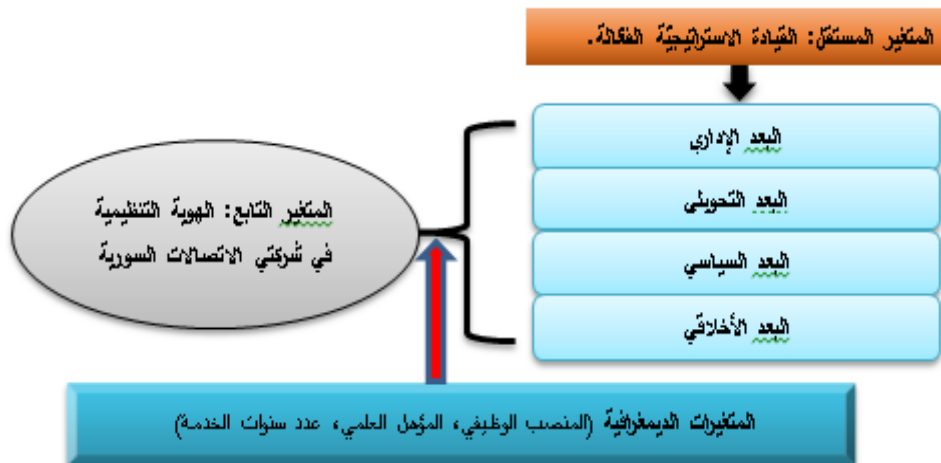 المتغير المستقل: القيادة الاستراتيجيّة الفعّالة.
البعد الإداري
البعد التحويلي
البعد السياسي
البعد الأخلاقي
المتغير التابع: الهوية التنظيمية
في شركتي الاتصالات السورية
المتغيرات الديمغرافية (المنصب الوظيفي، المؤهل العلمي، عدد سنوات الخدمة)